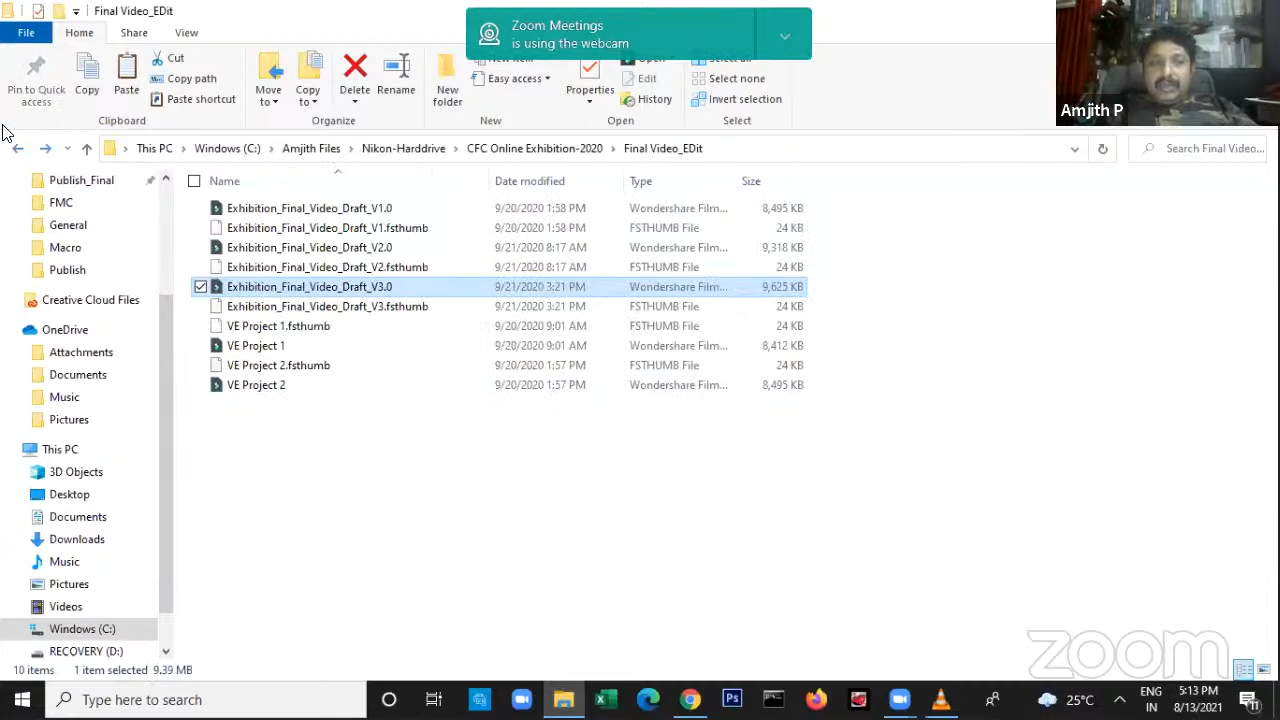 Final Video_EDit
Zoom Meetings
is using the webcam
File Home Share View
Pin to Quick
access
Copy
Paste
Cut
Copy path
Paste shortcut
Move
to
Copy
to
Delete
Rename
New
folder
Easy access
Properties
Open
Edit
History
Select all
Select none
Invert selection
Clipboard Organize New Open Select
Amjith P
This PC Windows (C:) Amjith Files Nikon-Harddrive CFC Online Exhibition-2020 Final Video_EDit
Search Final Video...
Name Date modified Type Size
Exhibition_Final_Video_Draft_V1.0 9/20/2020 1:58 PM Wondershare Film... 8,495 KB
Exhibition_Final_Video_Draft_V1.fsthumb 9/20/2020 1:58 PM FSTHUMB File 24 KB
Exhibition_Final_Video_Draft_V2.0 9/21/2020 8:17 AM Wondershare Film... 9,318 KB
Exhibition_Final_Video_Draft_V2.fsthumb 9/21/2020 8:17 AM FSTHUMB File 24 KB
Exhibition_Final_Video_Draft_V3.0 9/21/2020 3:21 PM Wondershare Film... 9,625 KB
Exhibition_Final_Video_Draft_V3.fsthumb 9/21/2020 3:21 PM FSTHUMB File 24 KB
VE Project 1.fsthumb 9/20/2020 9:01 AM FSTHUMB File 24 KB
VE Project 1 9/20/2020 9:01 AM Wondershare Film... 8,412 KB
VE Project 2.fsthumb 9/20/2020 1:57 PM FSTHUMB File 24 KB
VE Project 2 9/20/2020 1:57 PM Wondershare Film... 8,495 KB
Publish_Final
FMC
General
Macro
Publish
Creative Cloud Files
OneDrive
Attachments
Documents
Music
Pictures
This PC
3D Objects
Desktop
Documents
Downloads
Music
Pictures
Videos
Windows (C:)
RECOVERY (D:)
10 items 1 item selected 9.39 MB
zoom
Type here to search
Ps
25°C
ENG
IN
5:13 PM
8/13/2021